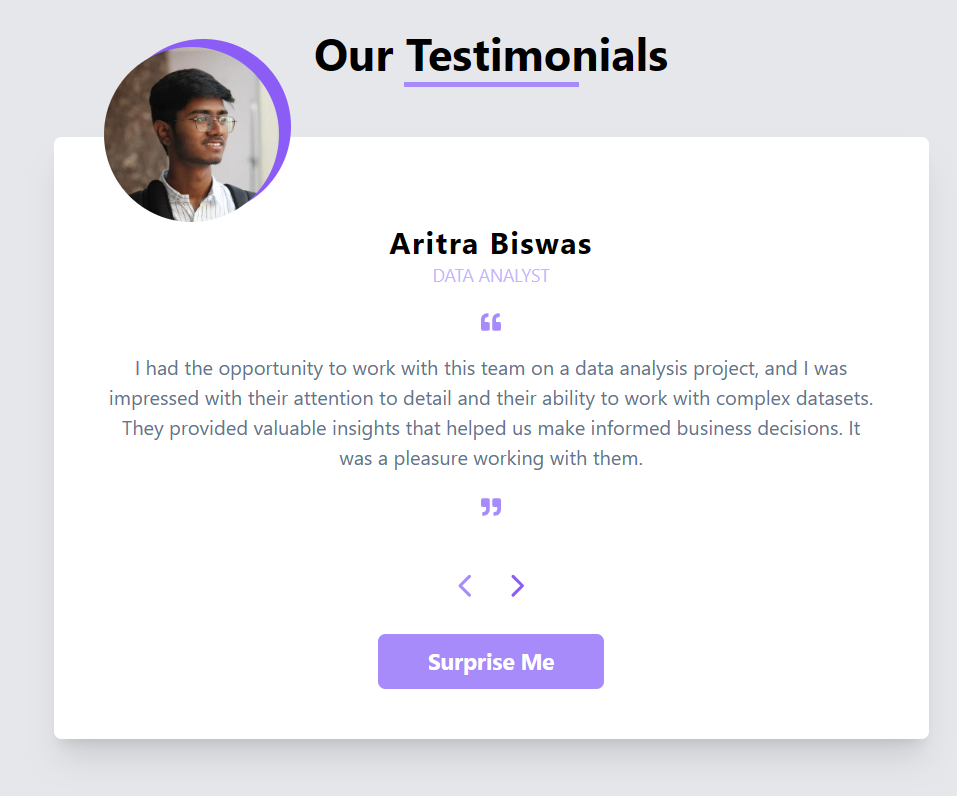 Our Testimonials
Aritra Biswas
DATA ANALYST
❝
I had the opportunity to work with this team on a data analysis project, and I was
impressed with their attention to detail and their ability to work with complex datasets.
They provided valuable insights that helped us make informed business decisions. It
was a pleasure working with them.
❞
Surprise Me